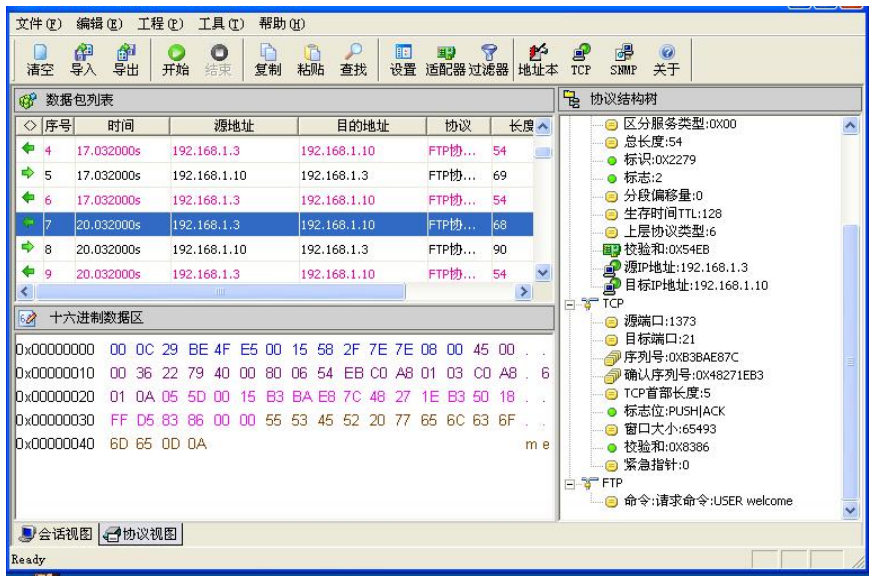 文件(F) 编辑(E) 工程(P) 工具(T) 帮助(H)
清空 导入 导出 开始 结束 复制 粘贴 查找 设置 适配器 过滤器 地址本 TCP SNMP 关于
数据包列表
序号 时间 源地址 目的地址 协议 长度
4 17.032000s 192.168.1.3 192.168.1.10 FTP协... 54
5 17.032000s 192.168.1.10 192.168.1.3 FTP协... 69
6 17.032000s 192.168.1.3 192.168.1.10 FTP协... 54
7 20.032000s 192.168.1.3 192.168.1.10 FTP协... 68
8 20.032000s 192.168.1.10 192.168.1.3 FTP协... 90
9 20.032000s 192.168.1.3 192.168.1.10 FTP协... 54
十六进制数据区
0x00000000 00 0C 29 BE 4F E5 00 15 58 2F 7E 7E 08 00 45 00 . .
0x00000010 00 36 22 79 40 00 80 06 54 EB C0 A8 01 03 C0 A8 . 6
0x00000020 01 0A 05 5D 00 15 B3 BA E8 7C 48 27 1E B3 50 18 . .
0x00000030 FF D5 83 86 00 00 55 53 45 52 20 77 65 6C 63 6F . .
0x00000040 6D 65 0D 0A m e
协议结构树
区分服务类型:0X00
总长度:54
标识:0X2279
标志:2
分段偏移量:0
生存时间TTL:128
上层协议类型:6
校验和:0X54EB
源IP地址:192.168.1.3
目标IP地址:192.168.1.10
TCP
源端口:1373
目标端口:21
序列号:0XB3BAE87C
确认序列号:0X48271EB3
TCP首部长度:5
标志位:PUSH|ACK
窗口大小:65493
校验和:0X8386
紧急指针:0
FTP
命令:请求命令:USER welcome
会话视图 协议视图
Ready